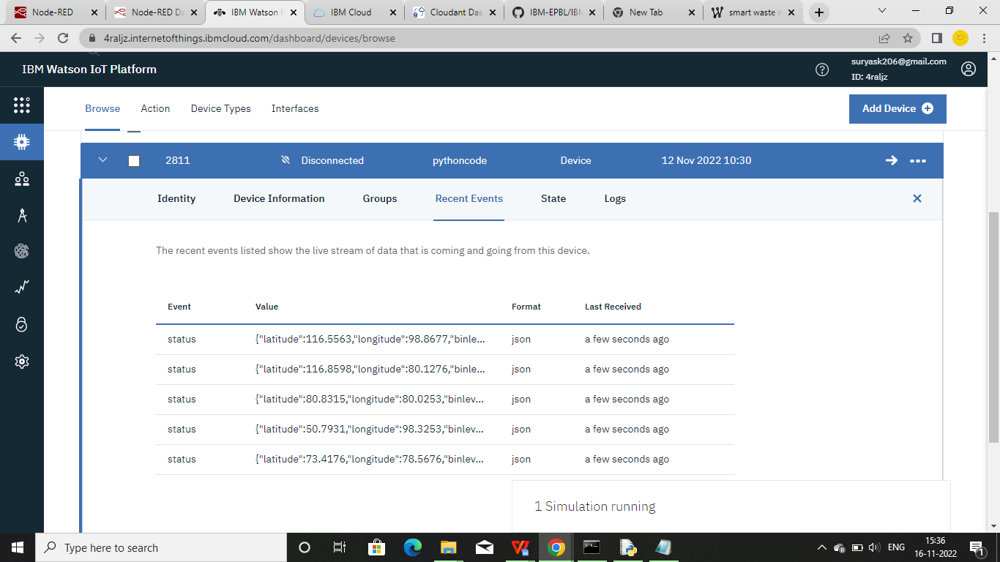 Node-RED
Node-RED Da
IBM Watson I
IBM Cloud
Cloudant Das
IBM-EPBL/IBM
New Tab
smart waste m
4raljz.internetofthings.ibmcloud.com/dashboard/devices/browse
IBM Watson IoT Platform
suryask206@gmail.com
ID: 4raljz
Browse
Action
Device Types
Interfaces
Add Device
2811
Disconnected
pythoncode
Device
12 Nov 2022 10:30
Identity
Device Information
Groups
Recent Events
State
Logs
The recent events listed show the live stream of data that is coming and going from this device.
Event Value Format Last Received
status {"latitude":116.5563,"longitude":98.8677,"binle... json a few seconds ago
status {"latitude":116.8598,"longitude":80.1276,"binle... json a few seconds ago
status {"latitude":80.8315,"longitude":80.0253,"binlev... json a few seconds ago
status {"latitude":50.7931,"longitude":98.3253,"binlev... json a few seconds ago
status {"latitude":73.4176,"longitude":78.5676,"binlev... json a few seconds ago
1 Simulation running
Type here to search
ENG
15:36
16-11-2022
1